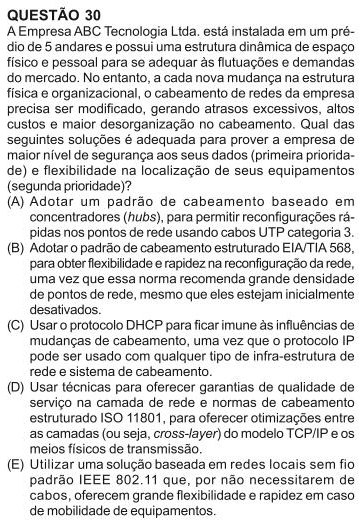 QUESTÃO 30
A Empresa ABC Tecnologia Ltda. está instalada em um pré-
dio de 5 andares e possui uma estrutura dinâmica de espaço
físico e pessoal para se adequar às flutuações e demandas
do mercado. No entanto, a cada nova mudança na estrutura
física e organizacional, o cabeamento de redes da empresa
precisa ser modificado, gerando atrasos excessivos, altos
custos e maior desorganização no cabeamento. Qual das
seguintes soluções é adequada para prover a empresa de
maior nível de segurança aos seus dados (primeira priorida-
de) e flexibilidade na localização de seus equipamentos
(segunda prioridade)?
(A) Adotar um padrão de cabeamento baseado em
concentradores (hubs), para permitir reconfigurações rá-
pidas nos pontos de rede usando cabos UTP categoria 3.
(B) Adotar o padrão de cabeamento estruturado EIA/TIA 568,
para obter flexibilidade e rapidez na reconfiguração da rede,
uma vez que essa norma recomenda grande densidade
de pontos de rede, mesmo que eles estejam inicialmente
desativados.
(C) Usar o protocolo DHCP para ficar imune às influências de
mudanças de cabeamento, uma vez que o protocolo IP
pode ser usado com qualquer tipo de infra-estrutura de
rede e sistema de cabeamento.
(D) Usar técnicas para oferecer garantias de qualidade de
serviço na camada de rede e normas de cabeamento
estruturado ISO 11801, para oferecer otimizações entre
as camadas (ou seja, cross-layer) do modelo TCP/IP e os
meios físicos de transmissão.
(E) Utilizar uma solução baseada em redes locais sem fio
padrão IEEE 802.11 que, por não necessitarem de
cabos, oferecem grande flexibilidade e rapidez em caso
de mobilidade de equipamentos.